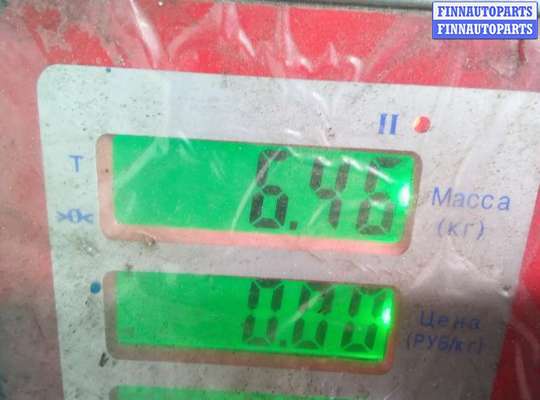 FINNAUTOPARTS
FINNAUTOPARTS
II
T
6.46
Масса
(кг)
>0<
0.00
Цена
(РУБ/кг)